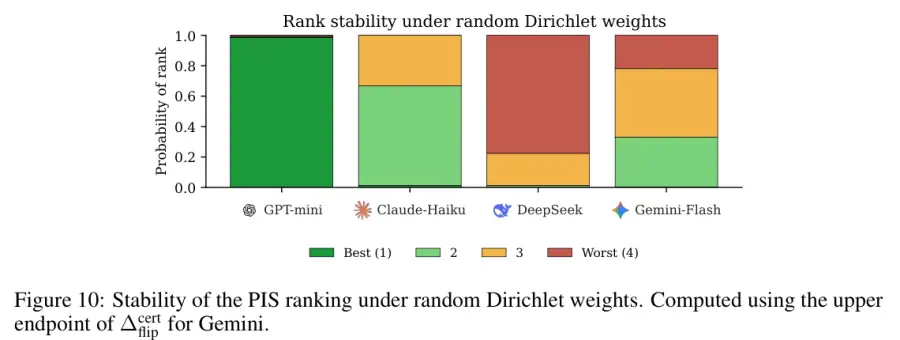 Rank stability under random Dirichlet weights
Probability of rank
1.0
0.8
0.6
0.4
0.2
0.0
GPT-mini Claude-Haiku DeepSeek Gemini-Flash
Best (1) 2 3 Worst (4)
Figure 10: Stability of the PIS ranking under random Dirichlet weights. Computed using the upper
endpoint of Δ^cert_flip for Gemini.